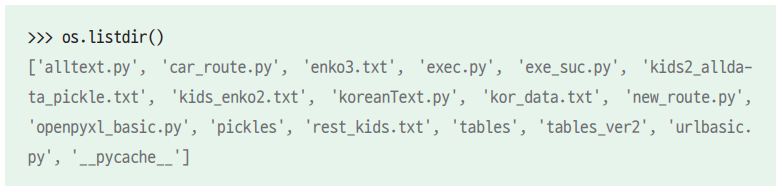 >>> os.listdir()
['alltext.py', 'car_route.py', 'enko3.txt', 'exec.py', 'exe_suc.py', 'kids2_allda-
ta_pickle.txt', 'kids_enko2.txt', 'koreanText.py', 'kor_data.txt', 'new_route.py',
'openpyxl_basic.py', 'pickles', 'rest_kids.txt', 'tables', 'tables_ver2', 'urlbasic.
py', '__pycache__']